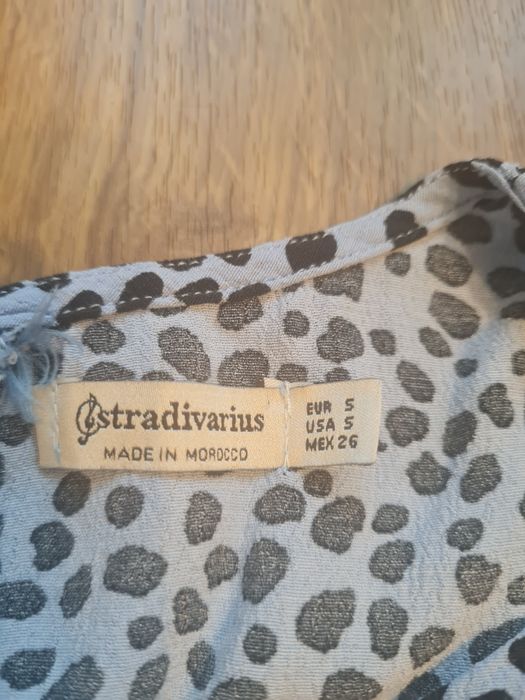 stradivarius
MADE IN MOROCCO
EUR S
USA S
MEX 26